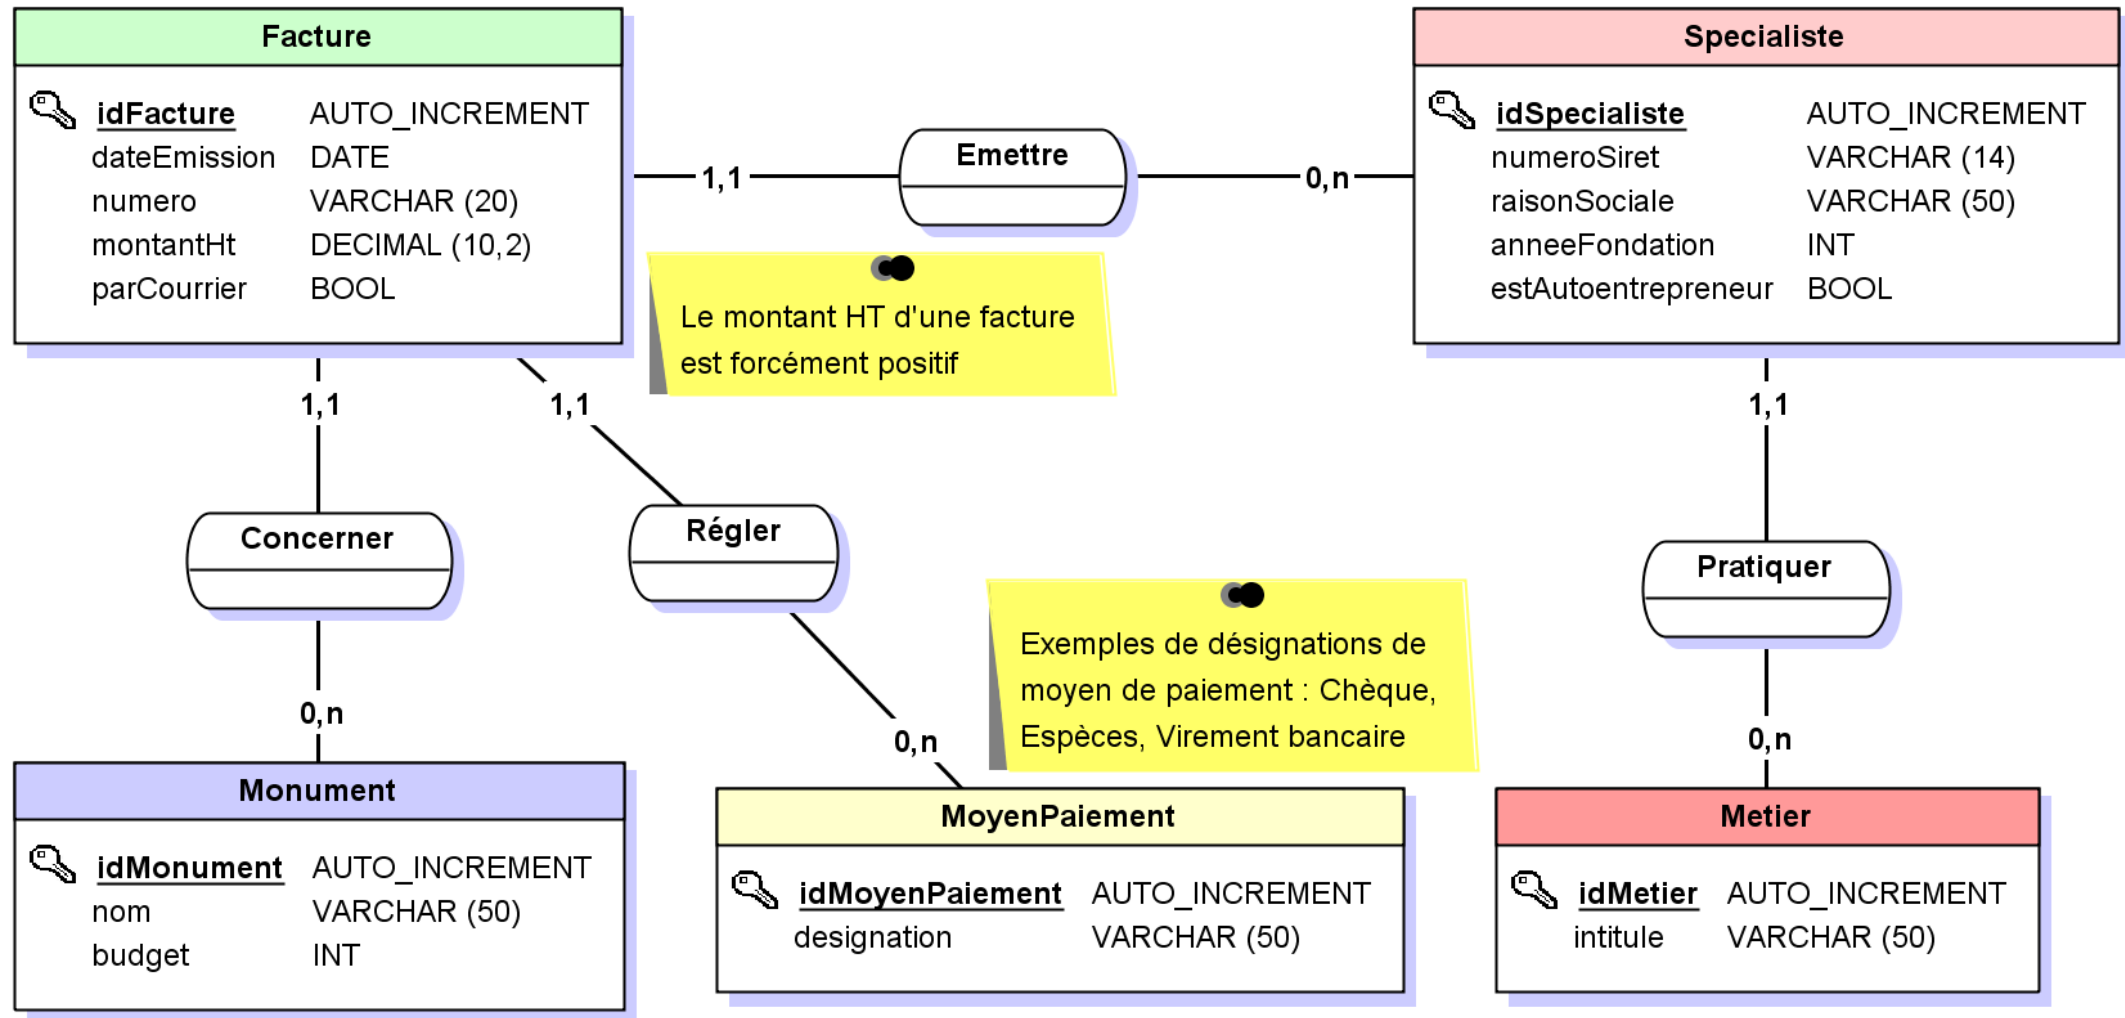 Facture
idFacture AUTO_INCREMENT
dateEmission DATE
numero VARCHAR (20)
montantHt DECIMAL (10,2)
parCourrier BOOL
1,1
Emettre
0,n
Specialiste
idSpecialiste AUTO_INCREMENT
numeroSiret VARCHAR (14)
raisonSociale VARCHAR (50)
anneeFondation INT
estAutoentrepreneur BOOL
Le montant HT d'une facture
est forcément positif
1,1
1,1
1,1
Concerner
Régler
Pratiquer
Exemples de désignations de
moyen de paiement : Chèque,
Espèces, Virement bancaire
0,n
0,n
0,n
Monument
idMonument AUTO_INCREMENT
nom VARCHAR (50)
budget INT
MoyenPaiement
idMoyenPaiement AUTO_INCREMENT
designation VARCHAR (50)
Metier
idMetier AUTO_INCREMENT
intitule VARCHAR (50)